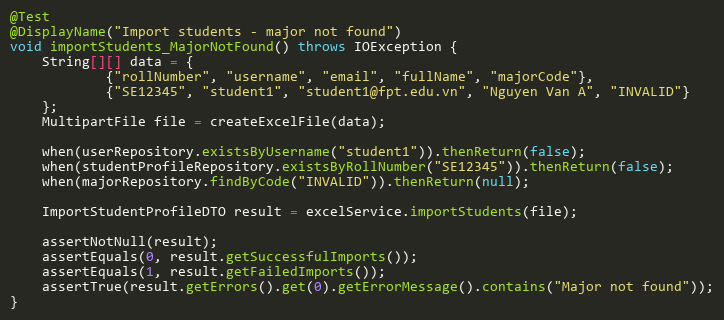 @Test
@DisplayName("Import students - major not found")
void importStudents_MajorNotFound() throws IOException {
    String[][] data = {
            {"rollNumber", "username", "email", "fullName", "majorCode"},
            {"SE12345", "student1", "student1@fpt.edu.vn", "Nguyen Van A", "INVALID"}
    };
    MultipartFile file = createExcelFile(data);

    when(userRepository.existsByUsername("student1")).thenReturn(false);
    when(studentProfileRepository.existsByRollNumber("SE12345")).thenReturn(false);
    when(majorRepository.findByCode("INVALID")).thenReturn(null);

    ImportStudentProfileDTO result = excelService.importStudents(file);

    assertNotNull(result);
    assertEquals(0, result.getSuccessfulImports());
    assertEquals(1, result.getFailedImports());
    assertTrue(result.getErrors().get(0).getErrorMessage().contains("Major not found"));
}